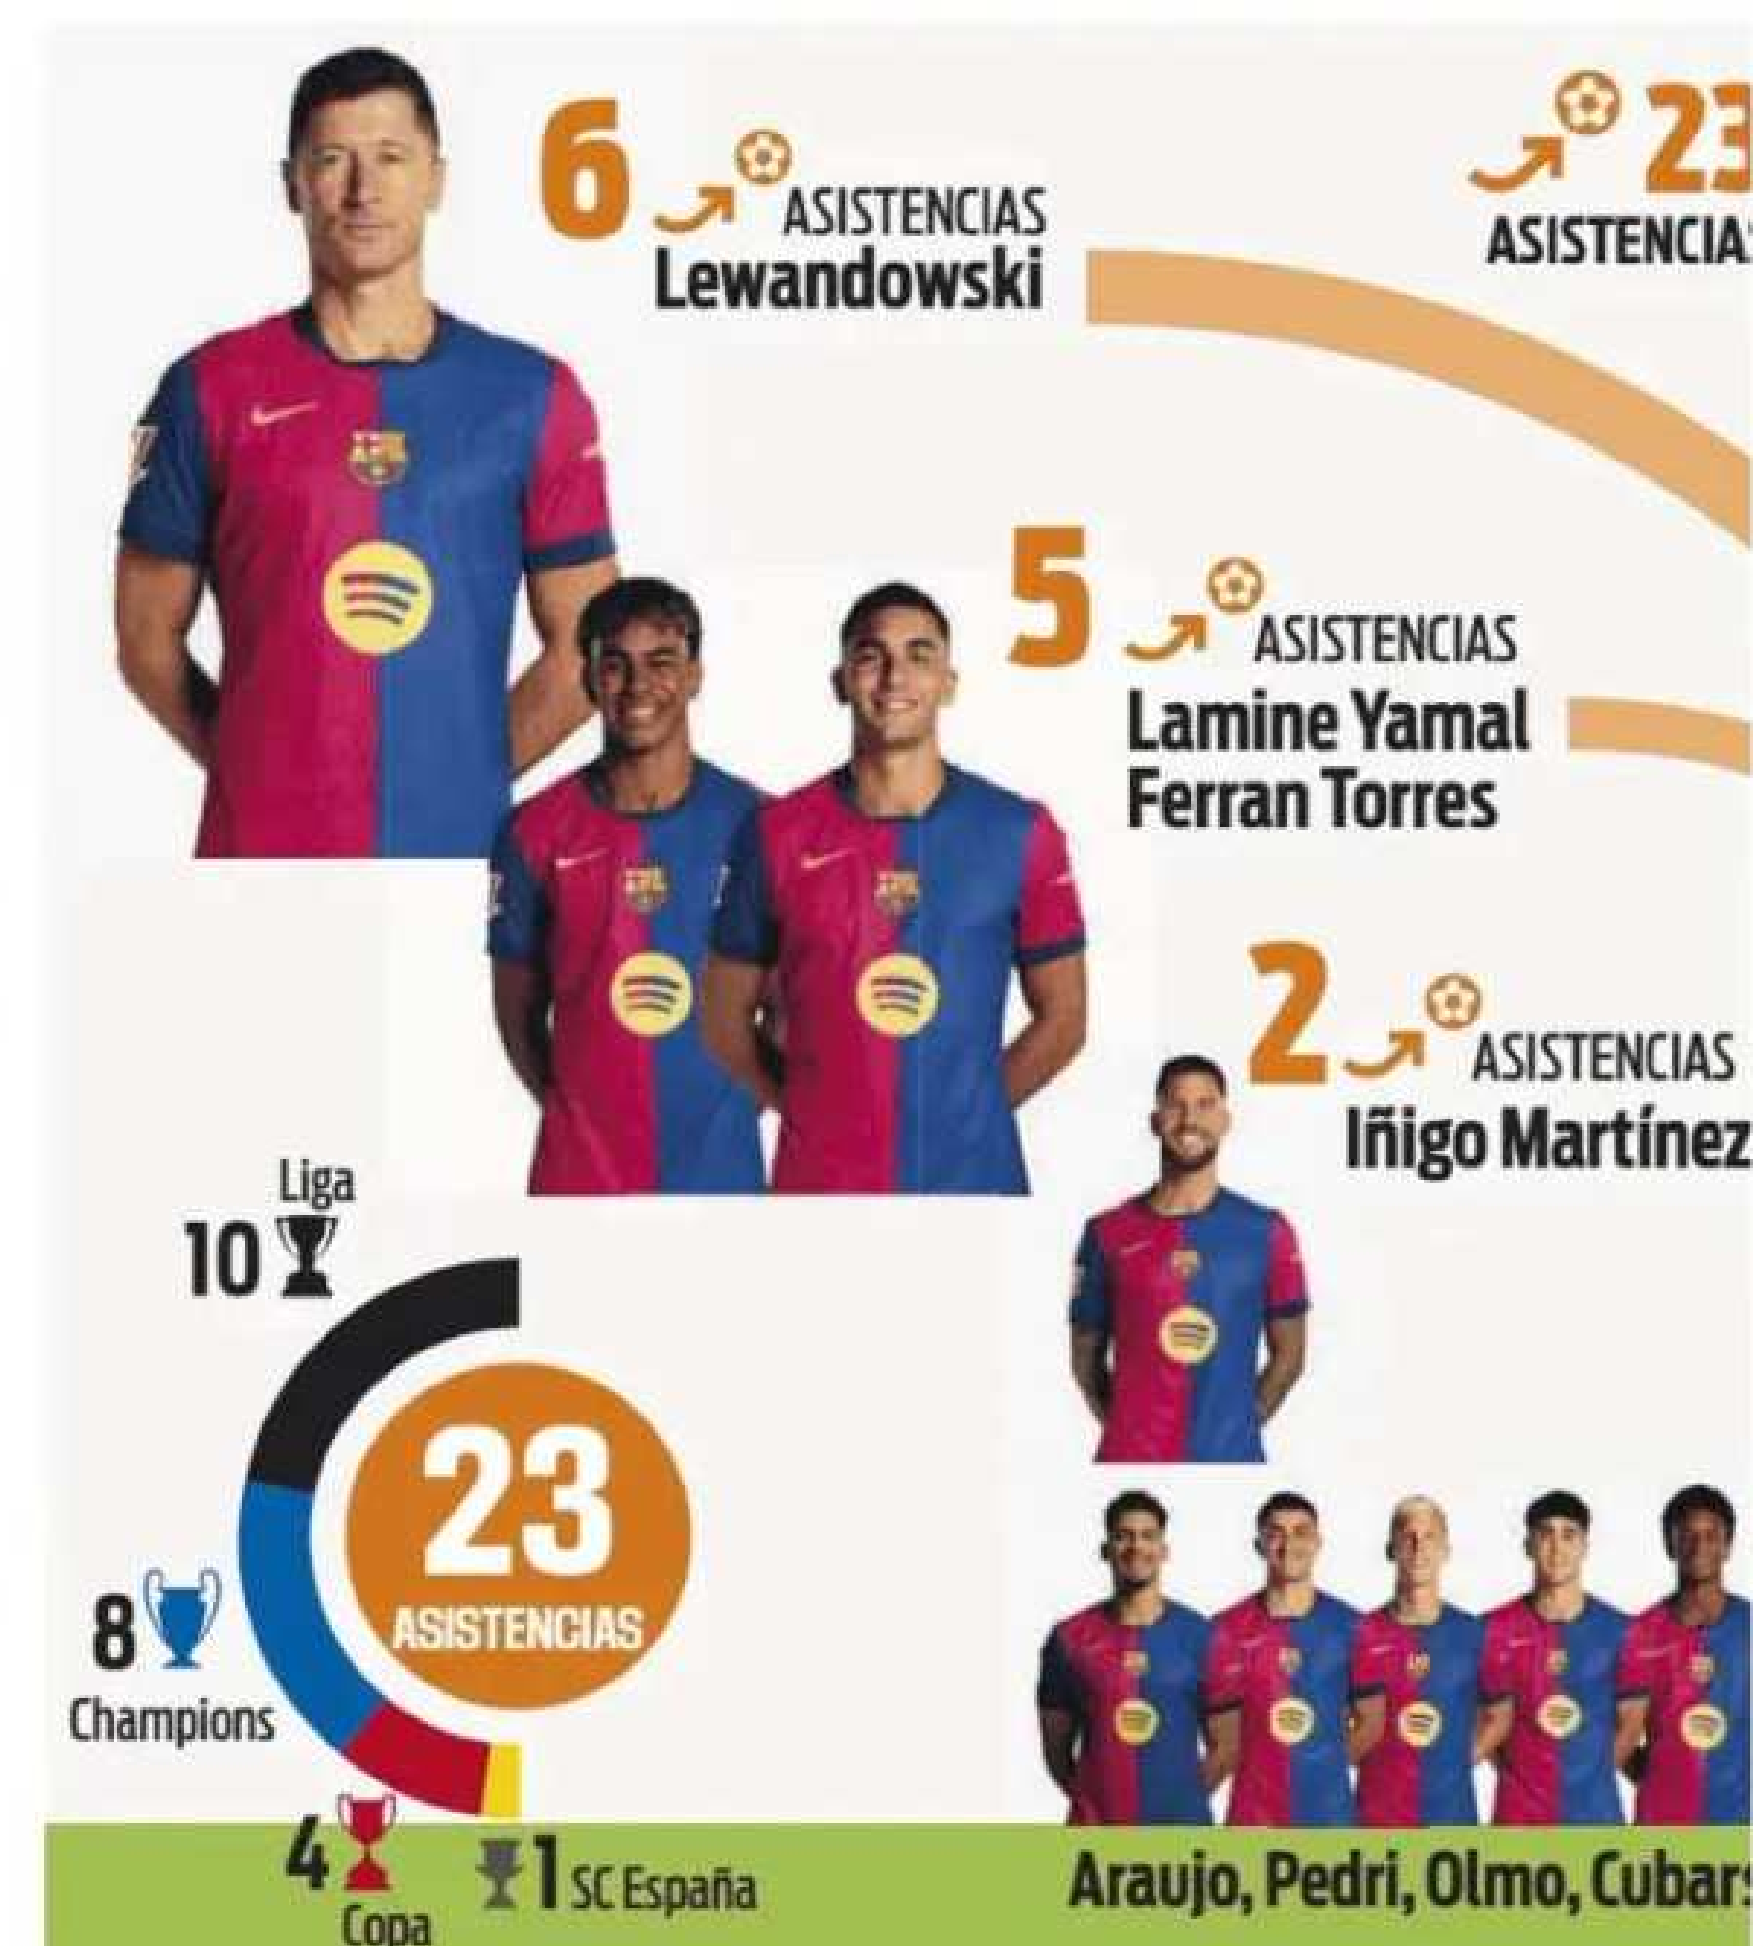 6 ASISTENCIAS
Lewandowski
23
5 ASISTENCIAS
Lamine Yamal
Ferran Torres
2 ASISTENCIAS
Iñigo Martínez
Liga
10
23
ASISTENCIAS
8
Champions
4
Copa
1 SC España
Araujo, Pedri, Olmo,